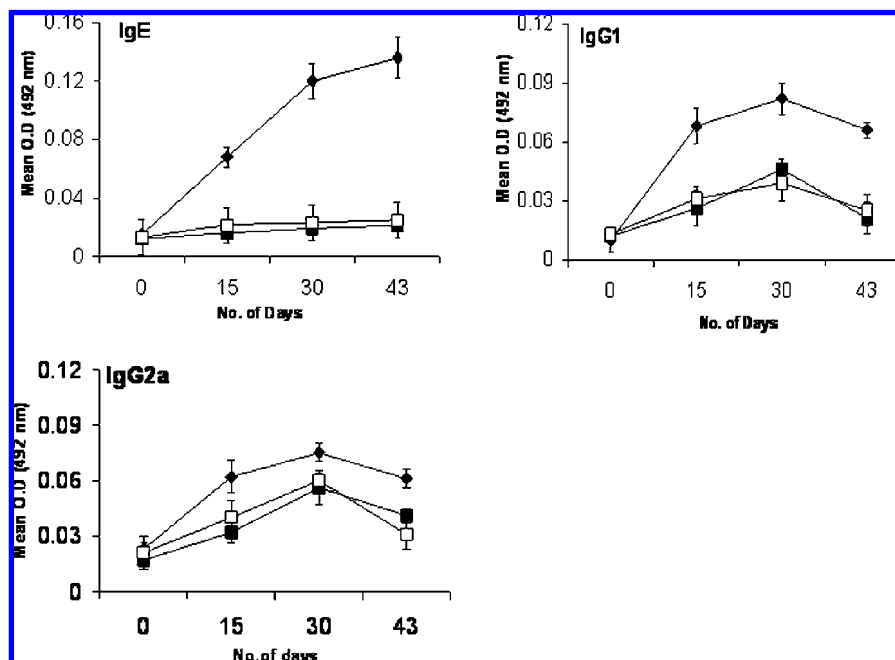 IgE
Mean O.D (492 nm)
0.16
0.12
0.08
0.04
0
0 15 30 43
No. of Days
IgG1
Mean O.D (492 nm)
0.12
0.09
0.06
0.03
0
0 15 30 43
No. of Days
IgG2a
Mean O.D (492 nm)
0.12
0.09
0.06
0.03
0
0 15 30 43
No. of days